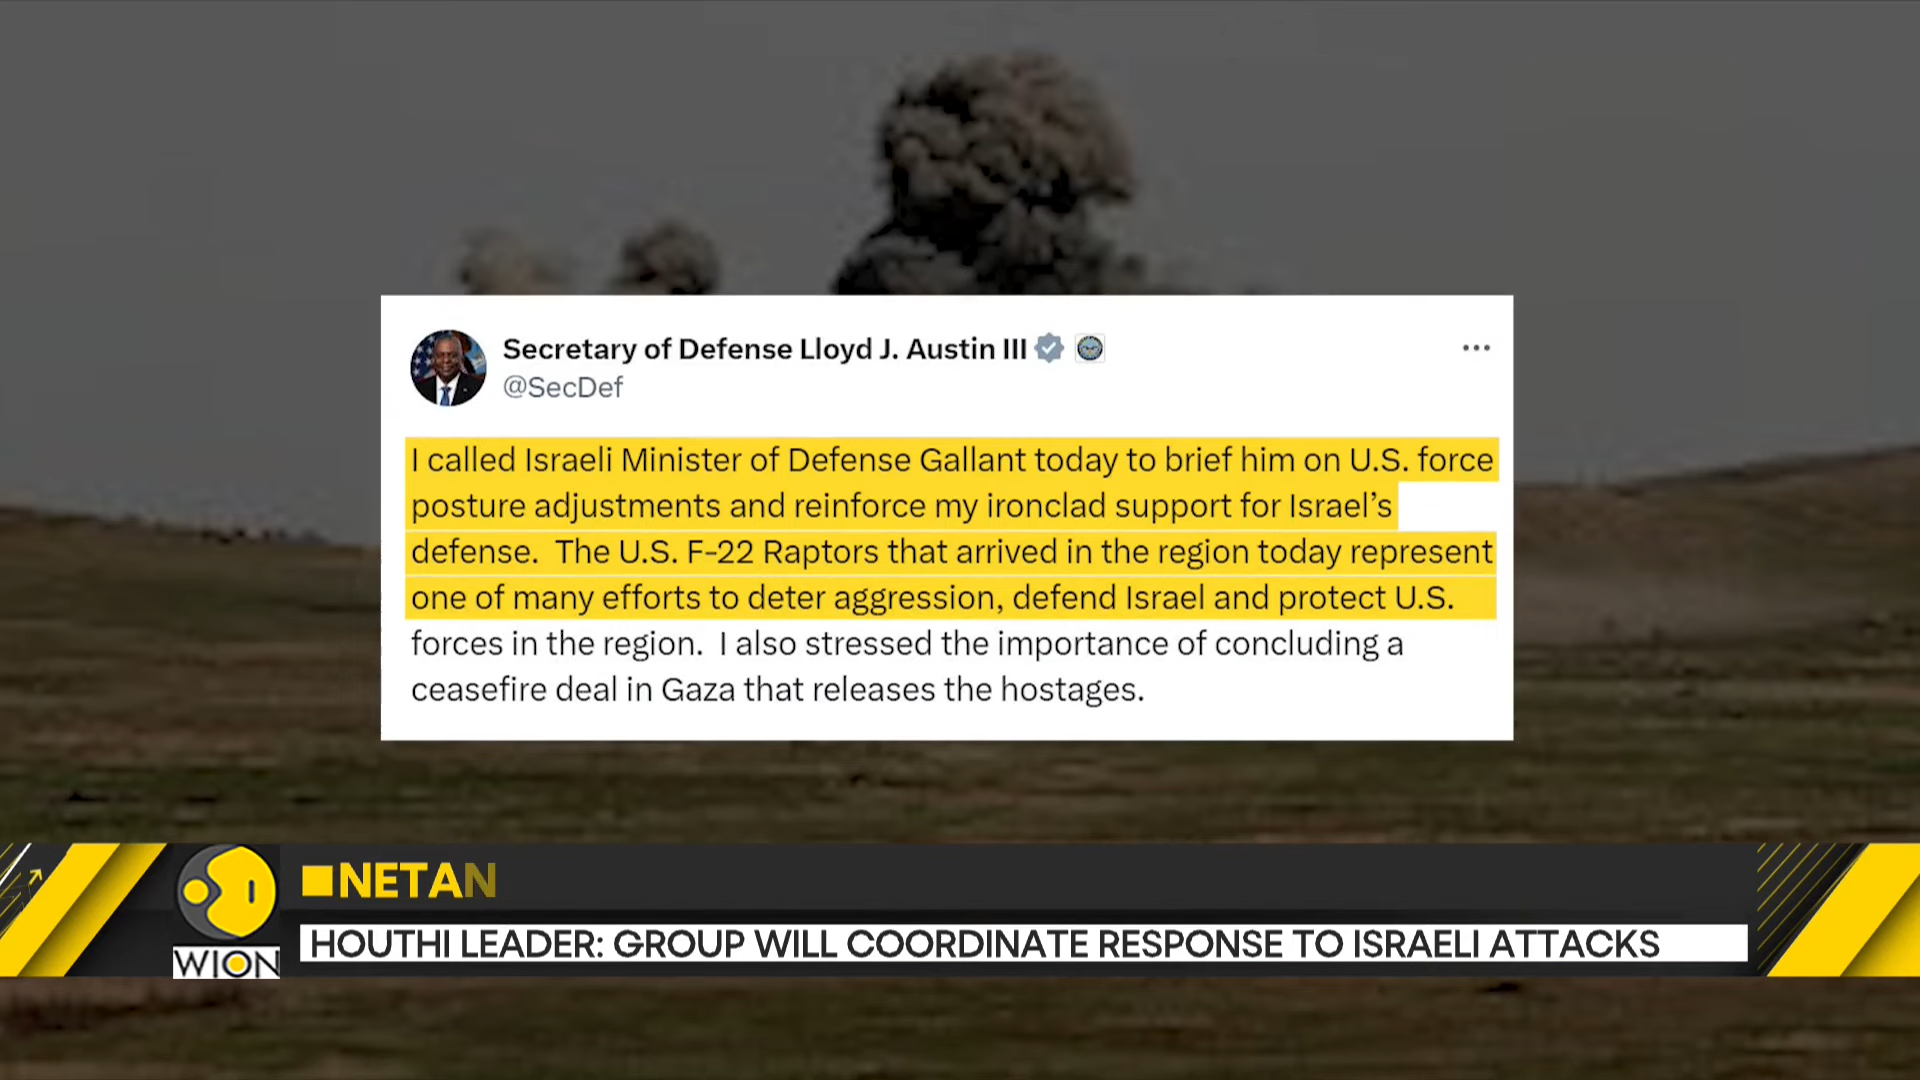 Secretary of Defense Lloyd J. Austin III
@SecDef
I called Israeli Minister of Defense Gallant today to brief him on U.S. force
posture adjustments and reinforce my ironclad support for Israel’s
defense.  The U.S. F-22 Raptors that arrived in the region today represent
one of many efforts to deter aggression, defend Israel and protect U.S.
forces in the region.  I also stressed the importance of concluding a
ceasefire deal in Gaza that releases the hostages.
NETAN
HOUTHI LEADER: GROUP WILL COORDINATE RESPONSE TO ISRAELI ATTACKS
WION